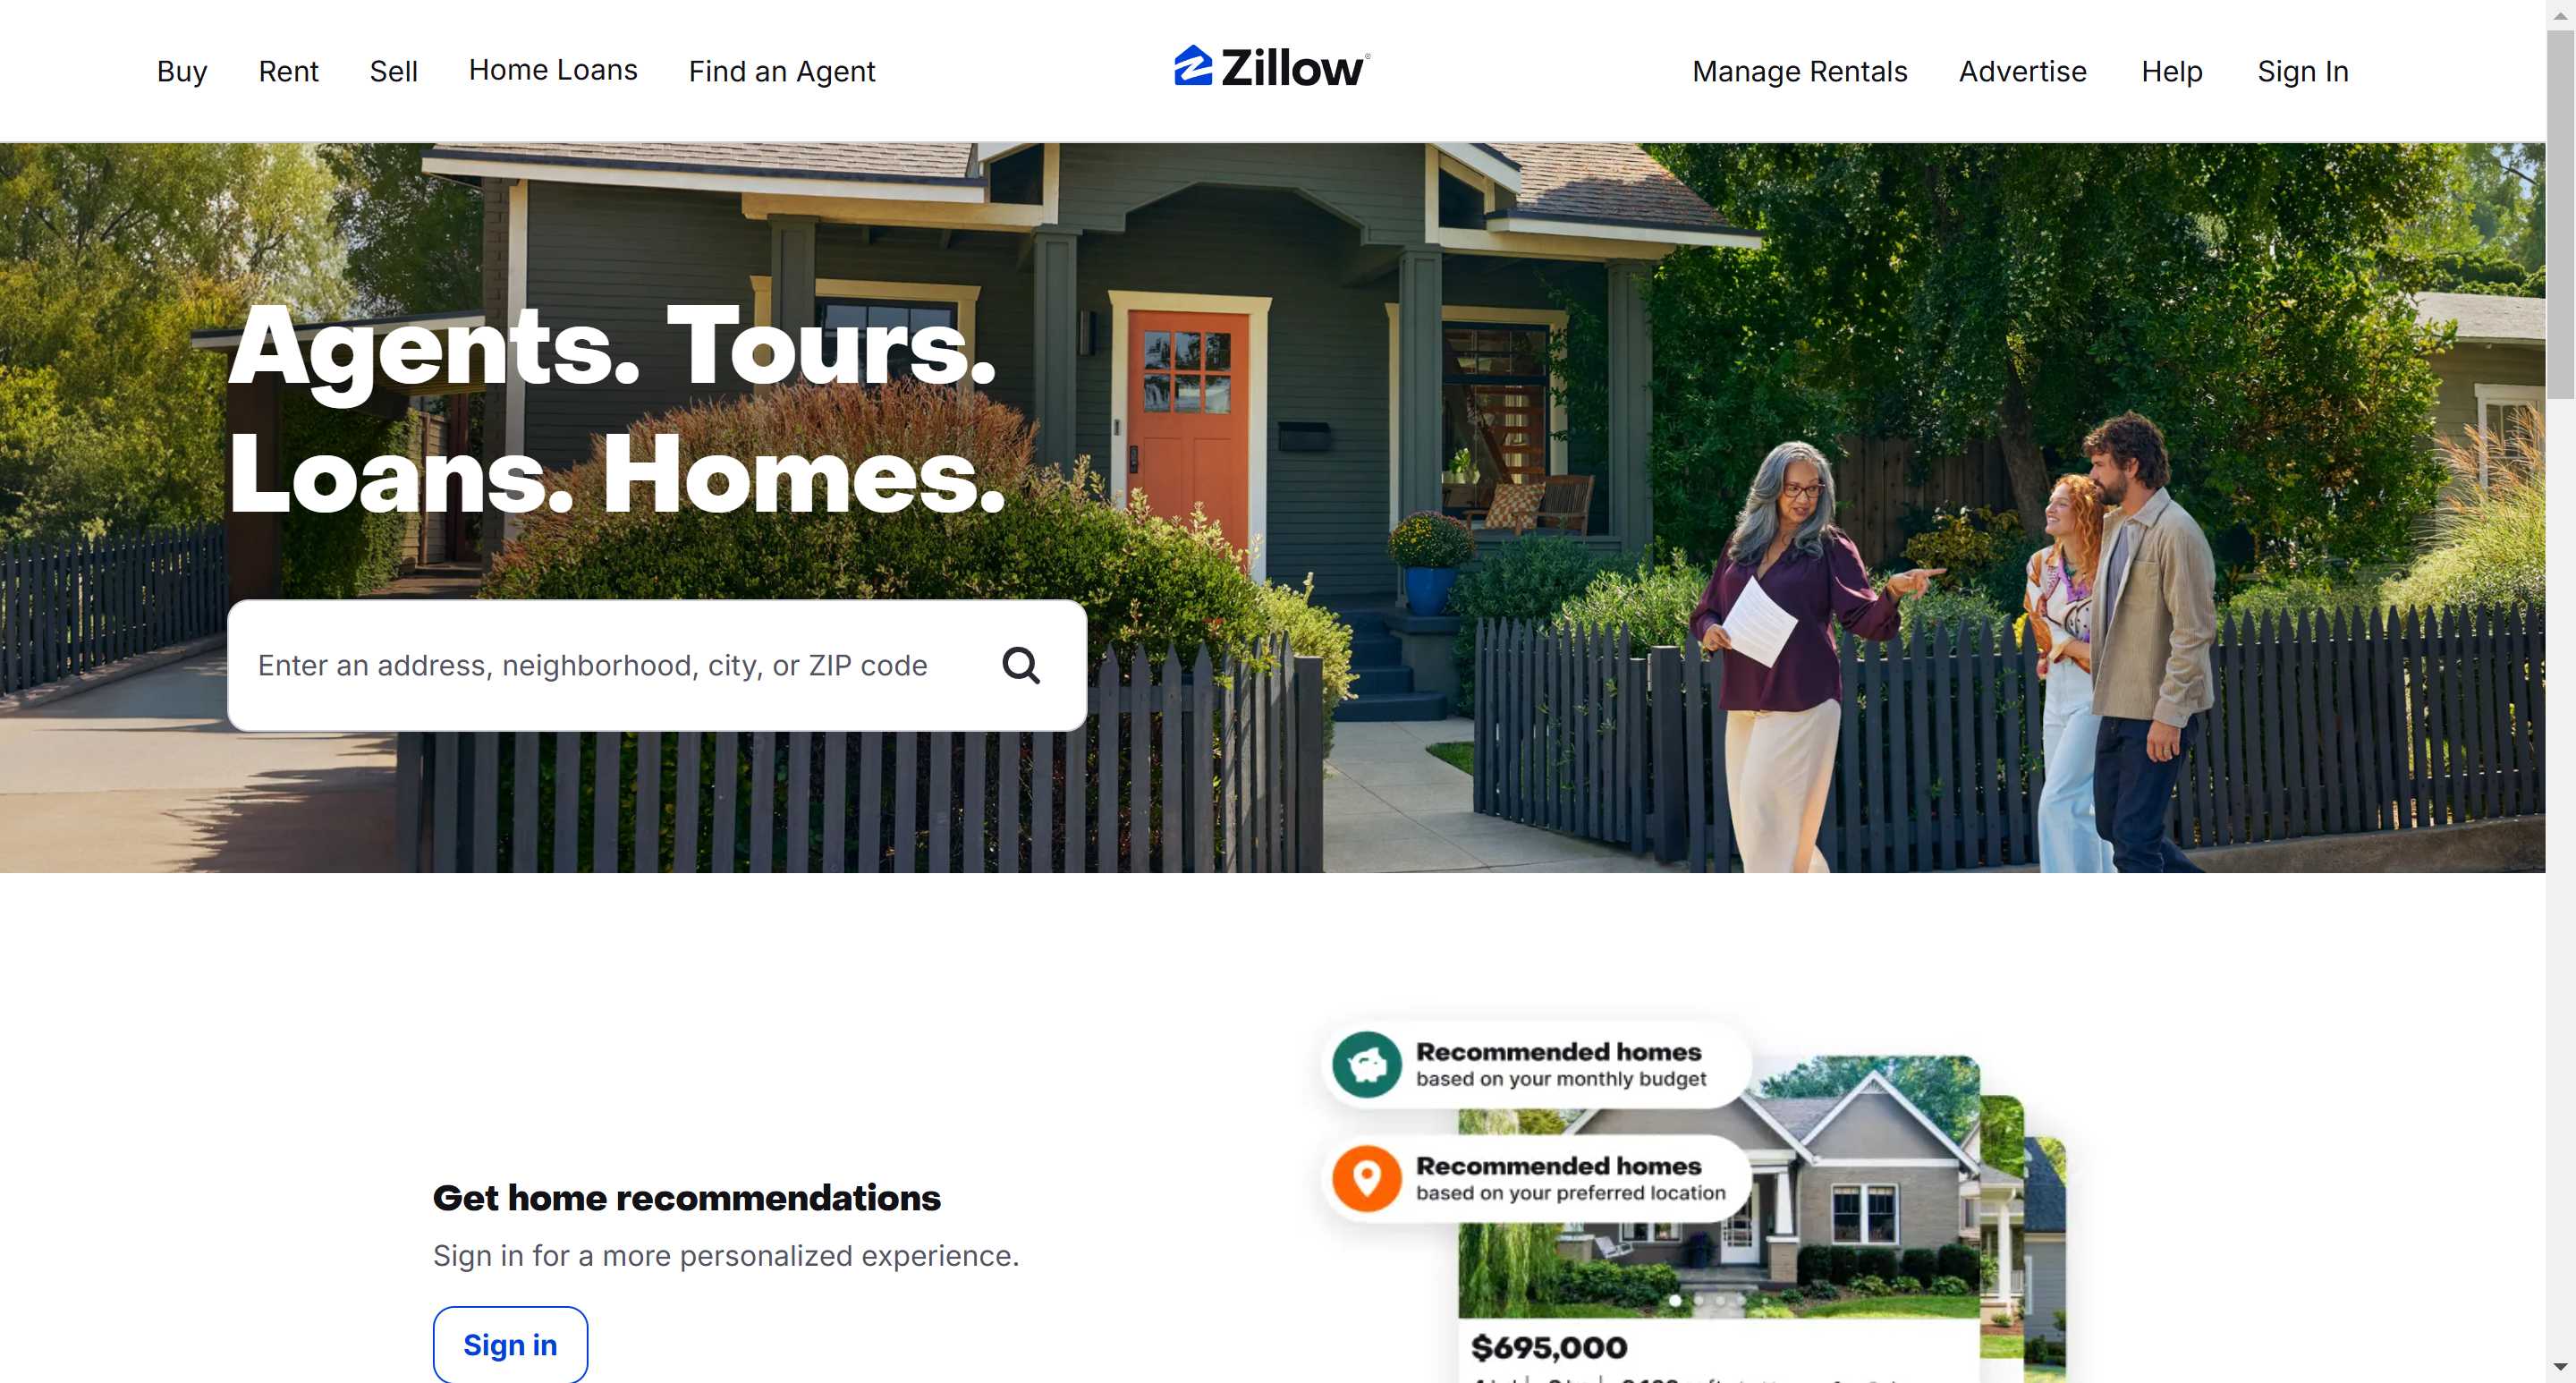 Buy Rent Sell Home Loans Find an Agent Zillow® Manage Rentals Advertise Help Sign In
Agents. Tours.
Loans. Homes.
Enter an address, neighborhood, city, or ZIP code
Recommended homes
based on your monthly budget
Recommended homes
based on your preferred location
Get home recommendations
Sign in for a more personalized experience.
Sign in
$695,000